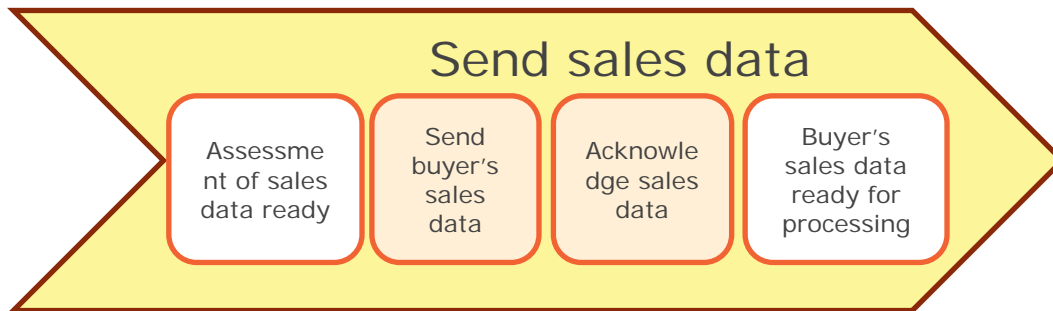 Send sales data
Assessme
nt of sales
data ready
Send
buyer's
sales
data
Acknowle
dge sales
data
Buyer's
sales data
ready for
processing